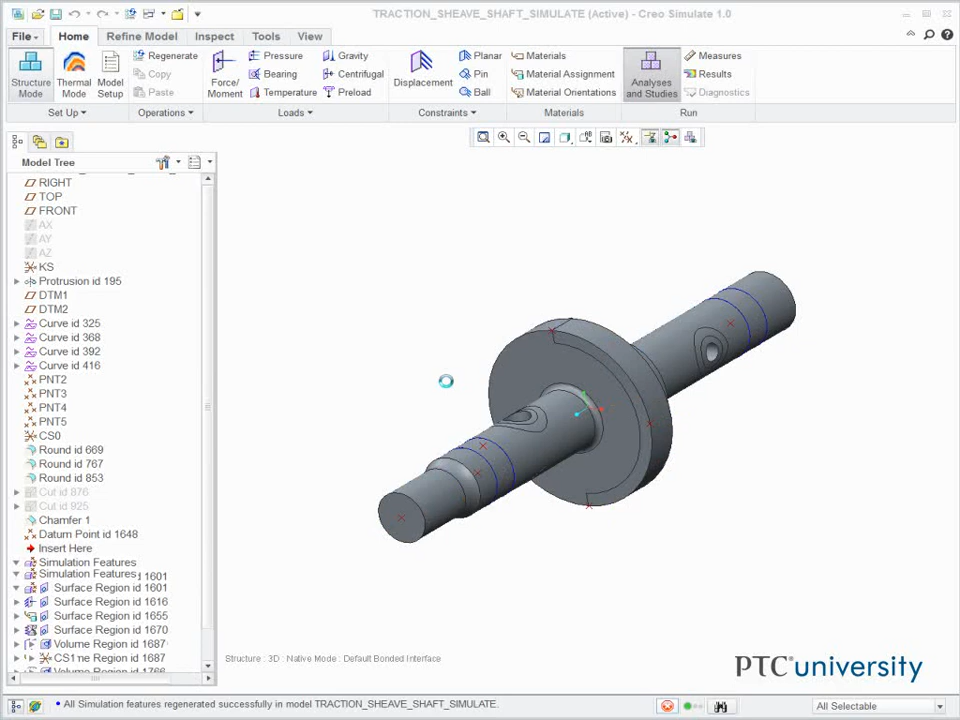 TRACTION_SHEAVE_SHAFT_SIMULATE (Active) - Creo Simulate 1.0
File Home Refine Model Inspect Tools View
Structure Mode
Thermal Mode
Model Setup
Regenerate
Copy
Paste
Force/ Moment
Pressure
Bearing
Temperature
Gravity
Centrifugal
Preload
Displacement
Planar
Pin
Ball
Materials
Material Assignment
Material Orientations
Analyses and Studies
Measures
Results
Diagnostics
Set Up Operations Loads Constraints Materials Run
Model Tree
RIGHT
TOP
FRONT
AX
AY
AZ
KS
Protrusion id 195
DTM1
DTM2
Curve id 325
Curve id 368
Curve id 392
Curve id 416
PNT2
PNT3
PNT4
PNT5
CS0
Round id 669
Round id 767
Round id 853
Cut id 876
Cut id 925
Chamfer 1
Datum Point id 1648
Insert Here
Simulation Features
Simulation Features 1601
Surface Region id 1601
Surface Region id 1616
Surface Region id 1655
Surface Region id 1670
Volume Region id 1687
Structure : 3D : Native Mode : Default Bonded Interface
PTC university
All Simulation features regenerated successfully in model TRACTION_SHEAVE_SHAFT_SIMULATE.
All Selectable